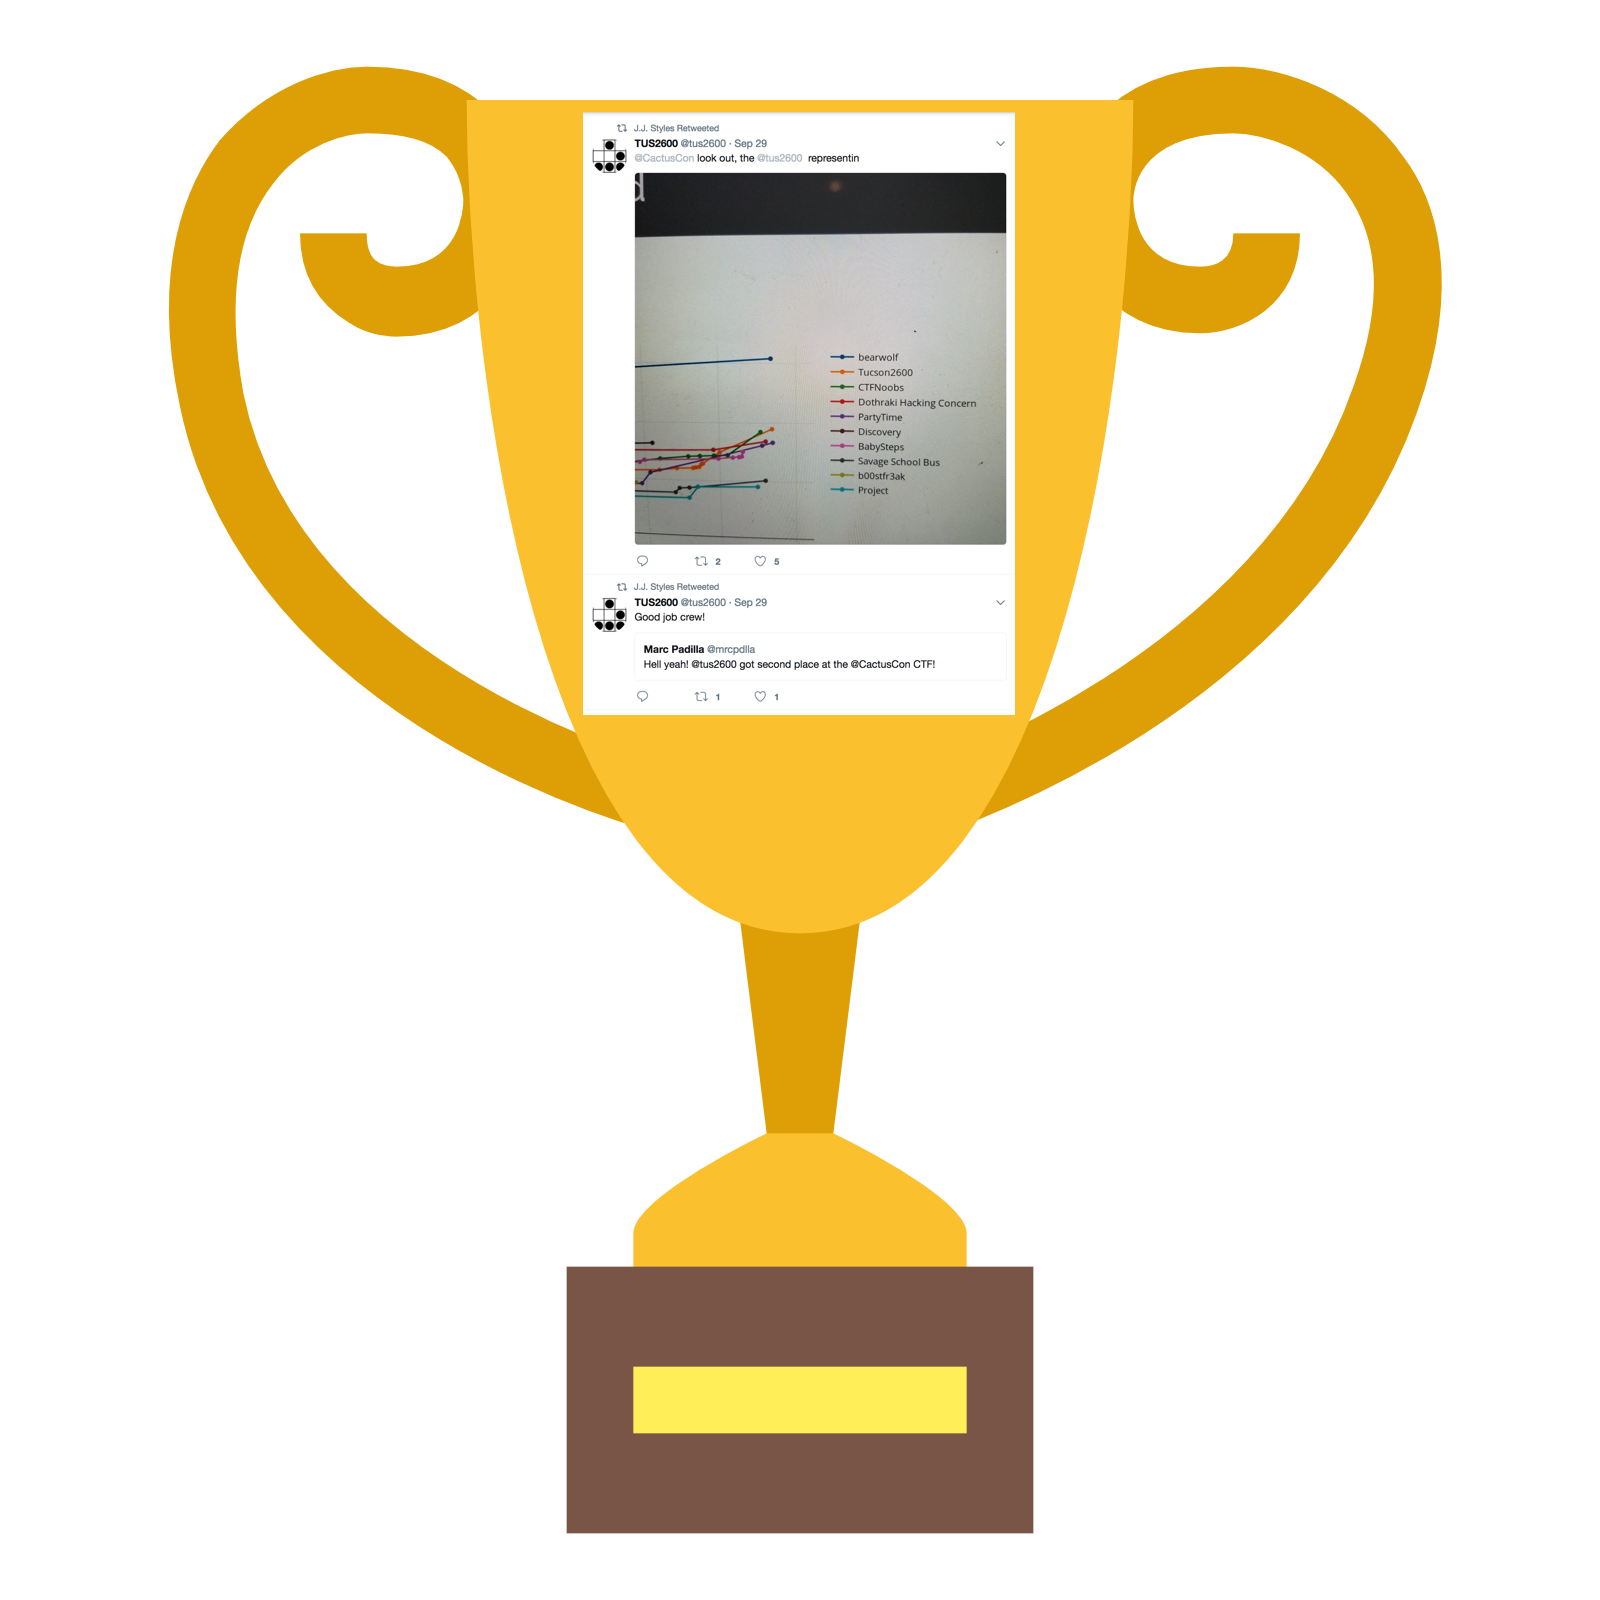 J.J. Styles Retweeted
TUS2600 @tus2600 · Sep 29
@CactusCon look out, the @tus2600 representin
d
bearwolf
Tucson2600
CTFNoobs
Dothraki Hacking Concern
PartyTime
Discovery
BabySteps
Savage School Bus
b00stfr3ak
Project
2 5
J.J. Styles Retweeted
TUS2600 @tus2600 · Sep 29
Good job crew!
Marc Padilla @mrcpdlla
Hell yeah! @tus2600 got second place at the @CactusCon CTF!
1 1